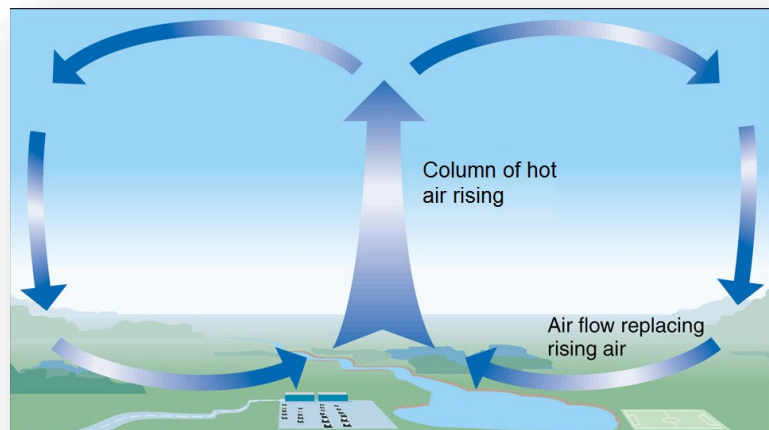 Column of hot
air rising
Air flow replacing
rising air